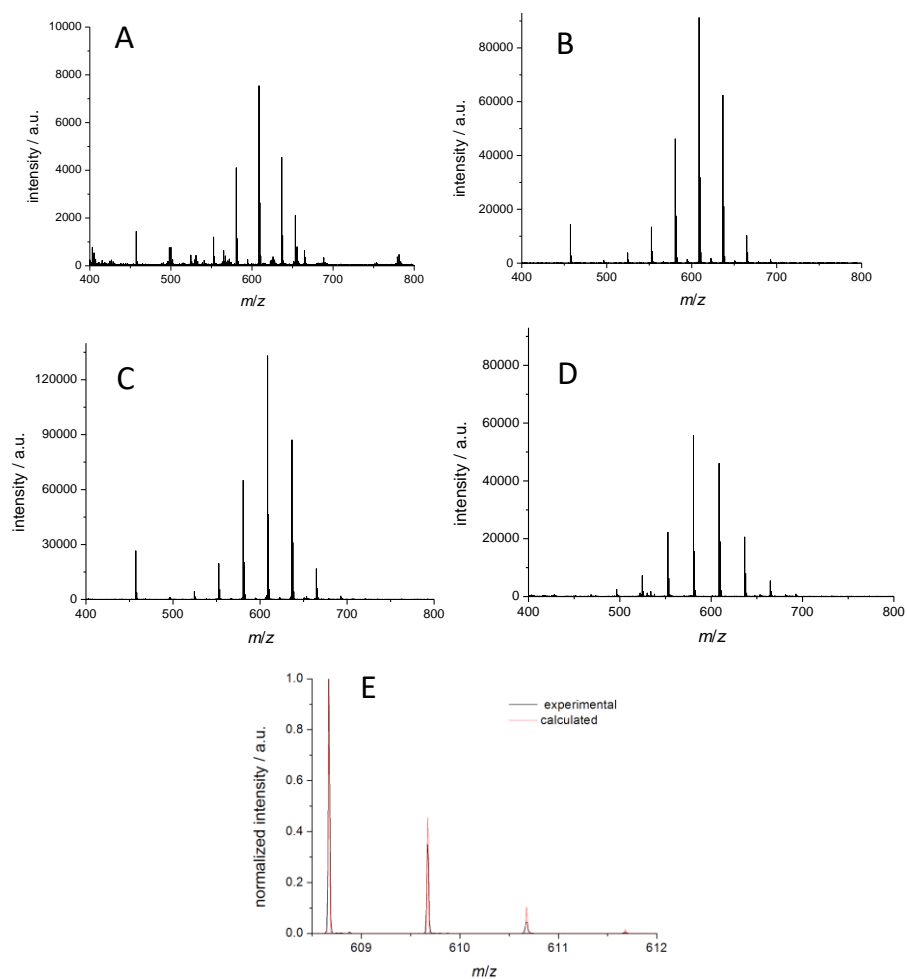 A
10000
8000
6000
4000
2000
0
intensity / a.u.
400 500 600 700 800
m/z
B
80000
60000
40000
20000
0
intensity / a.u.
400 500 600 700 800
m/z
C
120000
90000
60000
30000
0
intensity / a.u.
400 500 600 700 800
m/z
D
80000
60000
40000
20000
0
intensity / a.u.
400 500 600 700 800
m/z
E
1.0
0.8
0.6
0.4
0.2
0.0
normalized intensity / a.u.
experimental
calculated
609 610 611 612
m/z